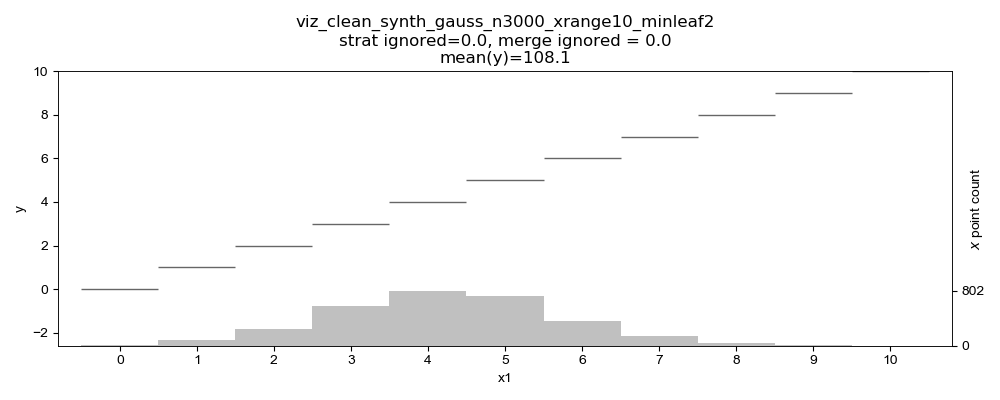 viz_clean_synth_gauss_n3000_xrange10_minleaf2
strat ignored=0.0, merge ignored = 0.0
mean(y)=108.1
10
8
6
4
2
0
−2
y
802
0
x point count
0 1 2 3 4 5 6 7 8 9 10
x1